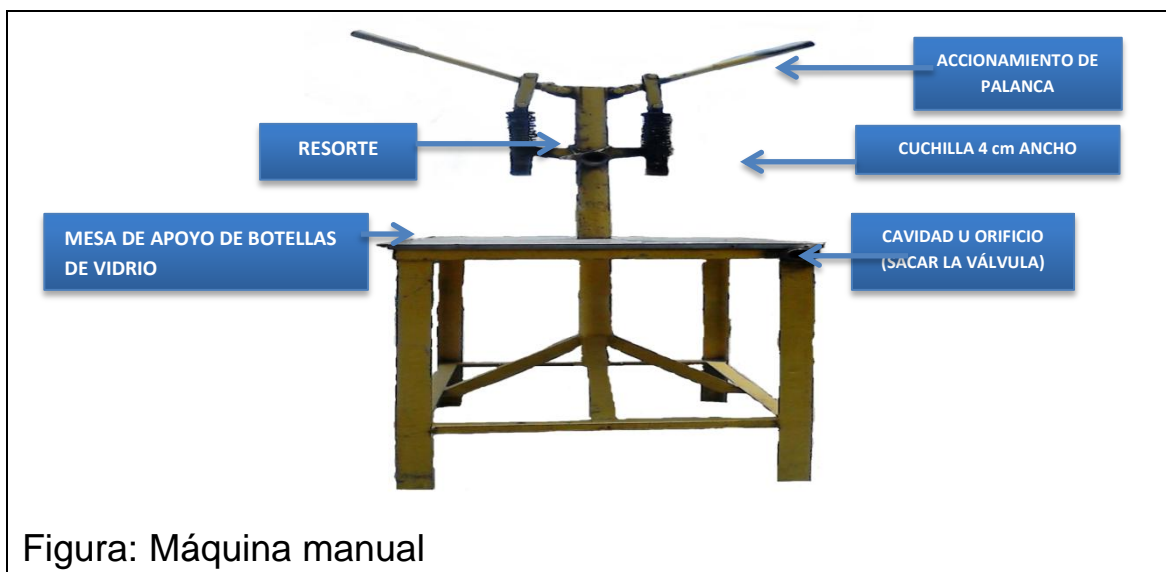 ACCIONAMIENTO DE
PALANCA
RESORTE
CUCHILLA 4 cm ANCHO
MESA DE APOYO DE BOTELLAS
DE VIDRIO
CAVIDAD U ORIFICIO
(SACAR LA VÁLVULA)
Figura: Máquina manual